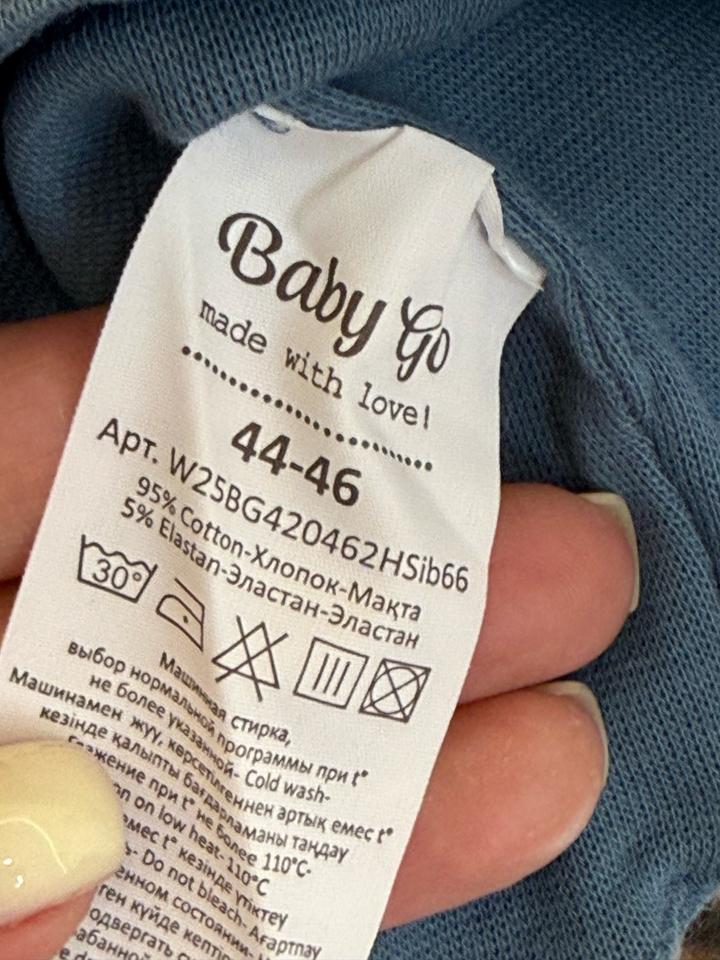 Baby Go
made with love!
44-46
Арт. W25BG420462HSib66
95% Cotton-Хлопок-Мақта
5% Elastan-Эластан-Эластан
30°
Машинная стирка,
выбор нормальной программы при t°
не более указанной- Cold wash-
Машинамен жуу, көрсетілгеннен артық емес t°
кезінде қалыпты бағдарламаны таңдау
при t° не более 110°C-
on low heat- 110°C
емес t° кезінде үтіктеу
Do not bleach- Ағартпау
состоянии-
күйде